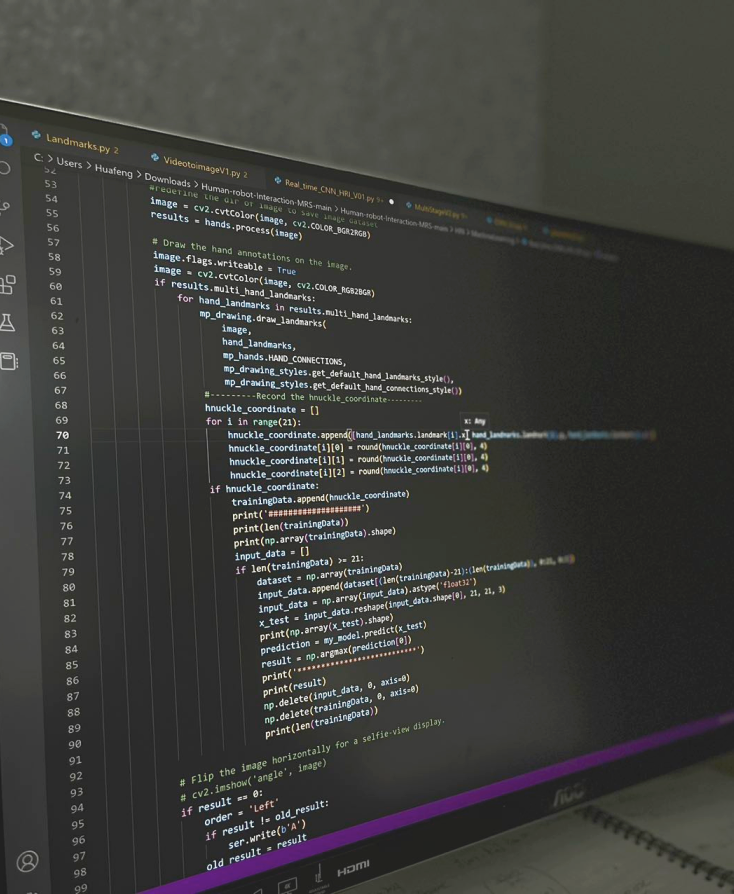 Landmarks.py 2
VideotoimageV1.py 2
Real_time_CNN_HRI_V01.py
C: > Users > Huafeng > Downloads > Human-robot-Interaction-MRS-main > Human-robot-Interaction-MRS-main
52
53 #redefine the dir of image to save image dataset
54 image = cv2.cvtColor(image, cv2.COLOR_BGR2RGB)
55 results = hands.process(image)
56
57 # Draw the hand annotations on the image.
58 image.flags.writeable = True
59 image = cv2.cvtColor(image, cv2.COLOR_RGB2BGR)
60 if results.multi_hand_landmarks:
61 for hand_landmarks in results.multi_hand_landmarks:
62 mp_drawing.draw_landmarks(
63 image,
64 hand_landmarks,
65 mp_hands.HAND_CONNECTIONS,
66 mp_drawing_styles.get_default_hand_landmarks_style(),
67 mp_drawing_styles.get_default_hand_connections_style())
#---------Record the hnuckle_coordinate--------
68 hnuckle_coordinate = []
69 for i in range(21):
x: Any
70 hnuckle_coordinate.append([hand_landmarks.landmark[i].x, hand_landmarks.landmark
71 hnuckle_coordinate[i][0] = round(hnuckle_coordinate[i][0], 4)
72 hnuckle_coordinate[i][1] = round(hnuckle_coordinate[i][1], 4)
73 hnuckle_coordinate[i][2] = round(hnuckle_coordinate[i][2], 4)
74 if hnuckle_coordinate:
75 trainingData.append(hnuckle_coordinate)
76 print('####################')
77 print(len(trainingData))
78 print(np.array(trainingData).shape)
79 input_data = []
80 if len(trainingData) >= 21:
81 dataset = np.array(trainingData)
82 input_data.append(dataset[(len(trainingData)-21):(len(trainingData)), 0:21,
83 input_data = np.array(input_data).astype('float32')
84 x_test = input_data.reshape(input_data.shape[0], 21, 21, 3)
85 print(np.array(x_test).shape)
86 prediction = my_model.predict(x_test)
87 result = np.argmax(prediction[0])
88 print('*************************')
89 print(result)
90 np.delete(input_data, 0, axis=0)
91 np.delete(trainingData, 0, axis=0)
92 print(len(trainingData))
93
94 # Flip the image horizontally for a selfie-view display.
95 # cv2.imshow('angle', image)
96 if result == 0:
97 order = 'Left'
98 if result != old_result:
99 ser.write(b'A')
old_result = result
AOC
HDMI